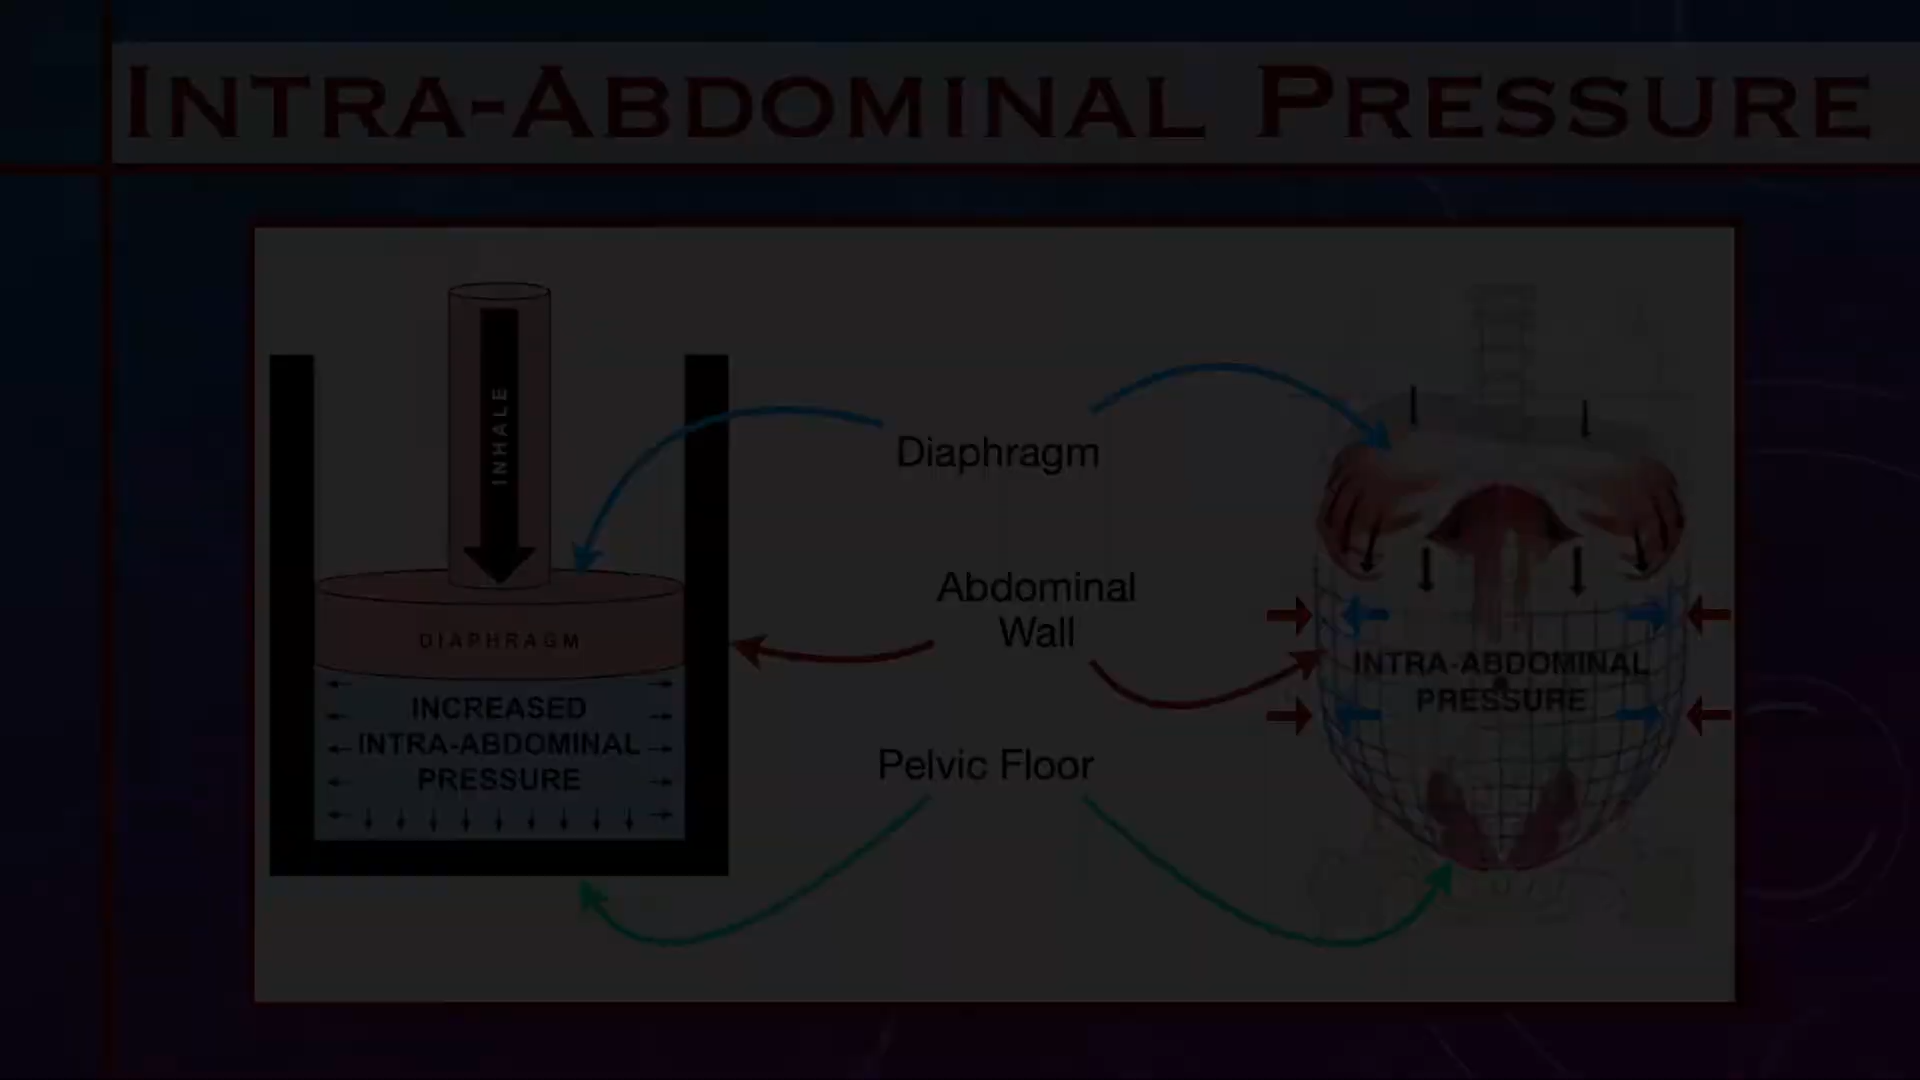 INTRA-ABDOMINAL PRESSURE
INHALE
DIAPHRAGM
INCREASED
INTRA-ABDOMINAL
PRESSURE
Diaphragm
Abdominal
Wall
Pelvic Floor
INTRA-ABDOMINAL
PRESSURE